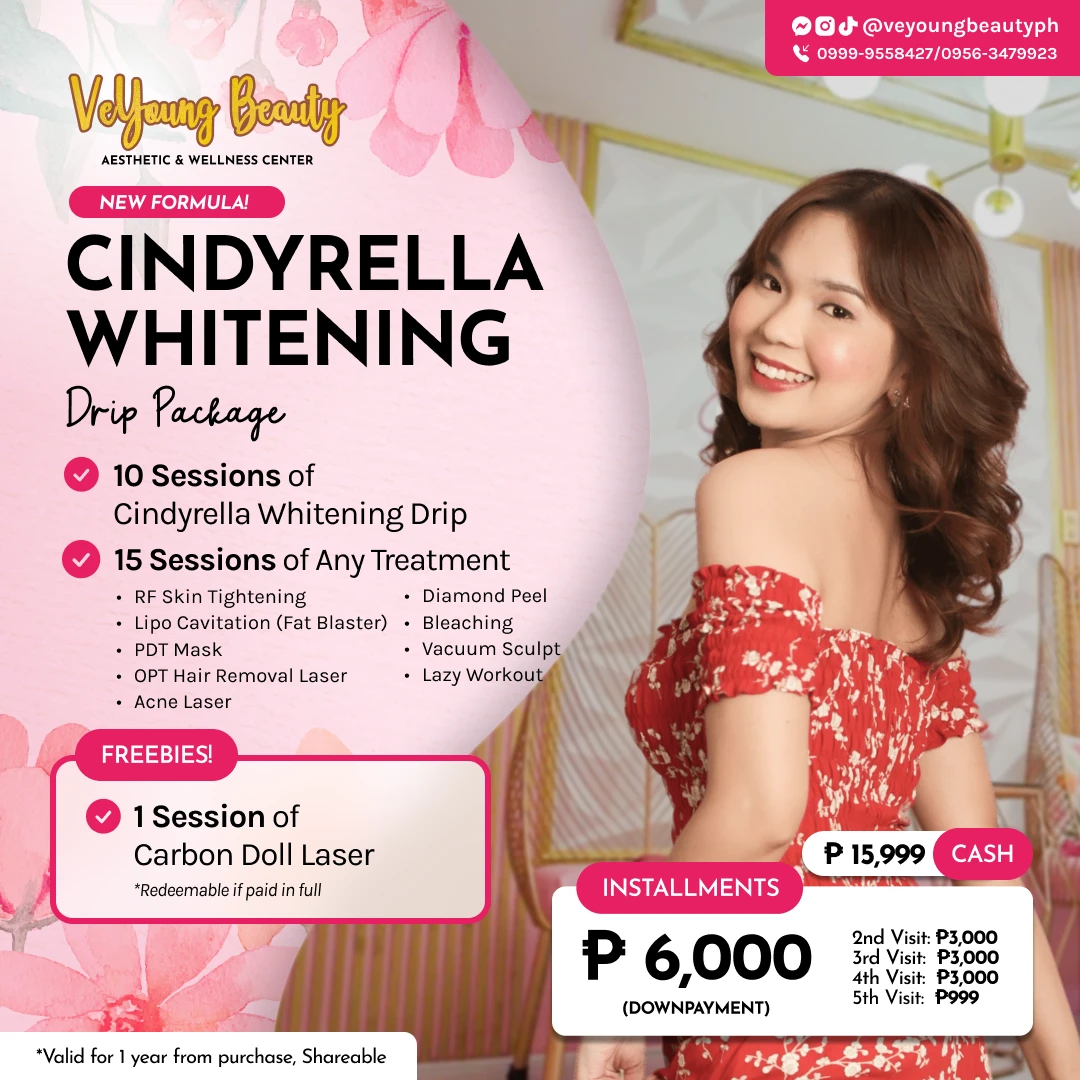 @veyoungbeautyph
0999-9558427/0956-3479923
VeYoung Beauty
AESTHETIC & WELLNESS CENTER
NEW FORMULA!
CINDYRELLA
WHITENING
Drip Package
10 Sessions of
Cindyrella Whitening Drip
15 Sessions of Any Treatment
• RF Skin Tightening
• Lipo Cavitation (Fat Blaster)
• PDT Mask
• OPT Hair Removal Laser
• Acne Laser
• Diamond Peel
• Bleaching
• Vacuum Sculpt
• Lazy Workout
FREEBIES!
1 Session of
Carbon Doll Laser
*Redeemable if paid in full
₱ 15,999 CASH
INSTALLMENTS
₱ 6,000
(DOWNPAYMENT)
2nd Visit: ₱3,000
3rd Visit: ₱3,000
4th Visit: ₱3,000
5th Visit: ₱999
*Valid for 1 year from purchase, Shareable